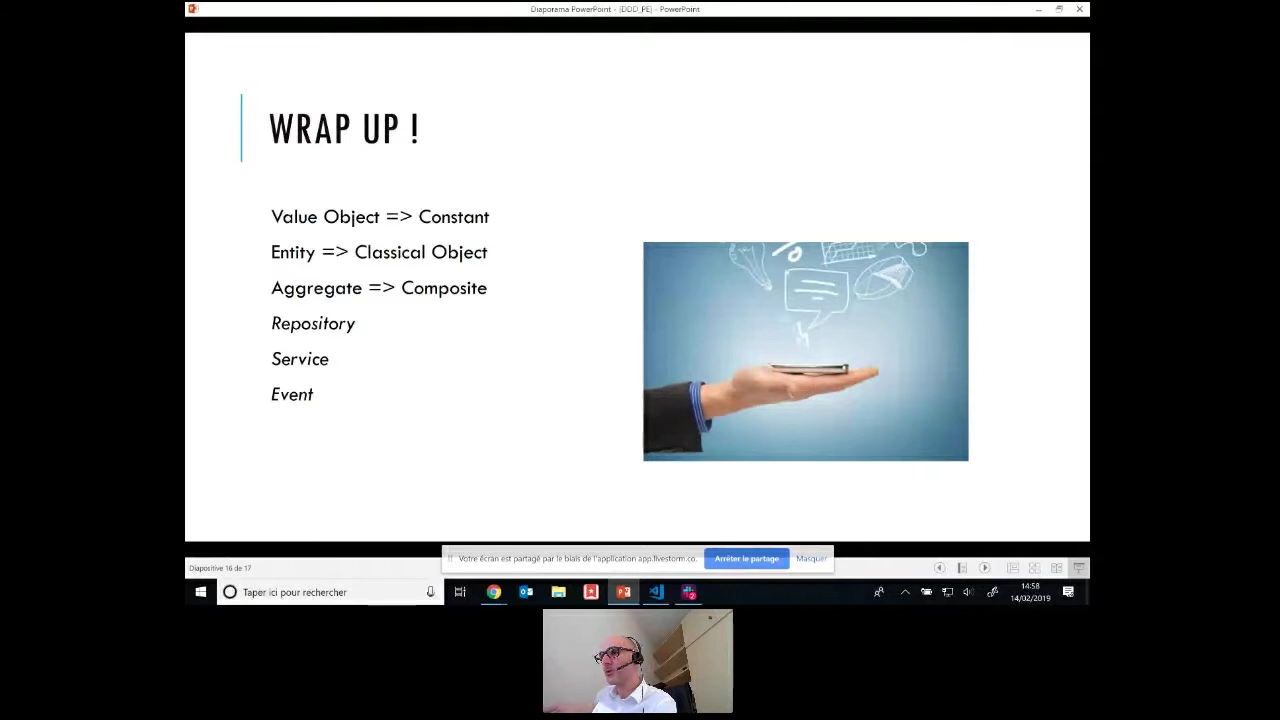 Diaporama PowerPoint - [DDD_PE] - PowerPoint
WRAP UP !
Value Object => Constant
Entity => Classical Object
Aggregate => Composite
Repository
Service
Event
Votre écran est partagé par le biais de l'application app.livestorm.co.
Arrêter le partage
Masquer
Diapositive 16 de 17
Taper ici pour rechercher
14:58
14/02/2019